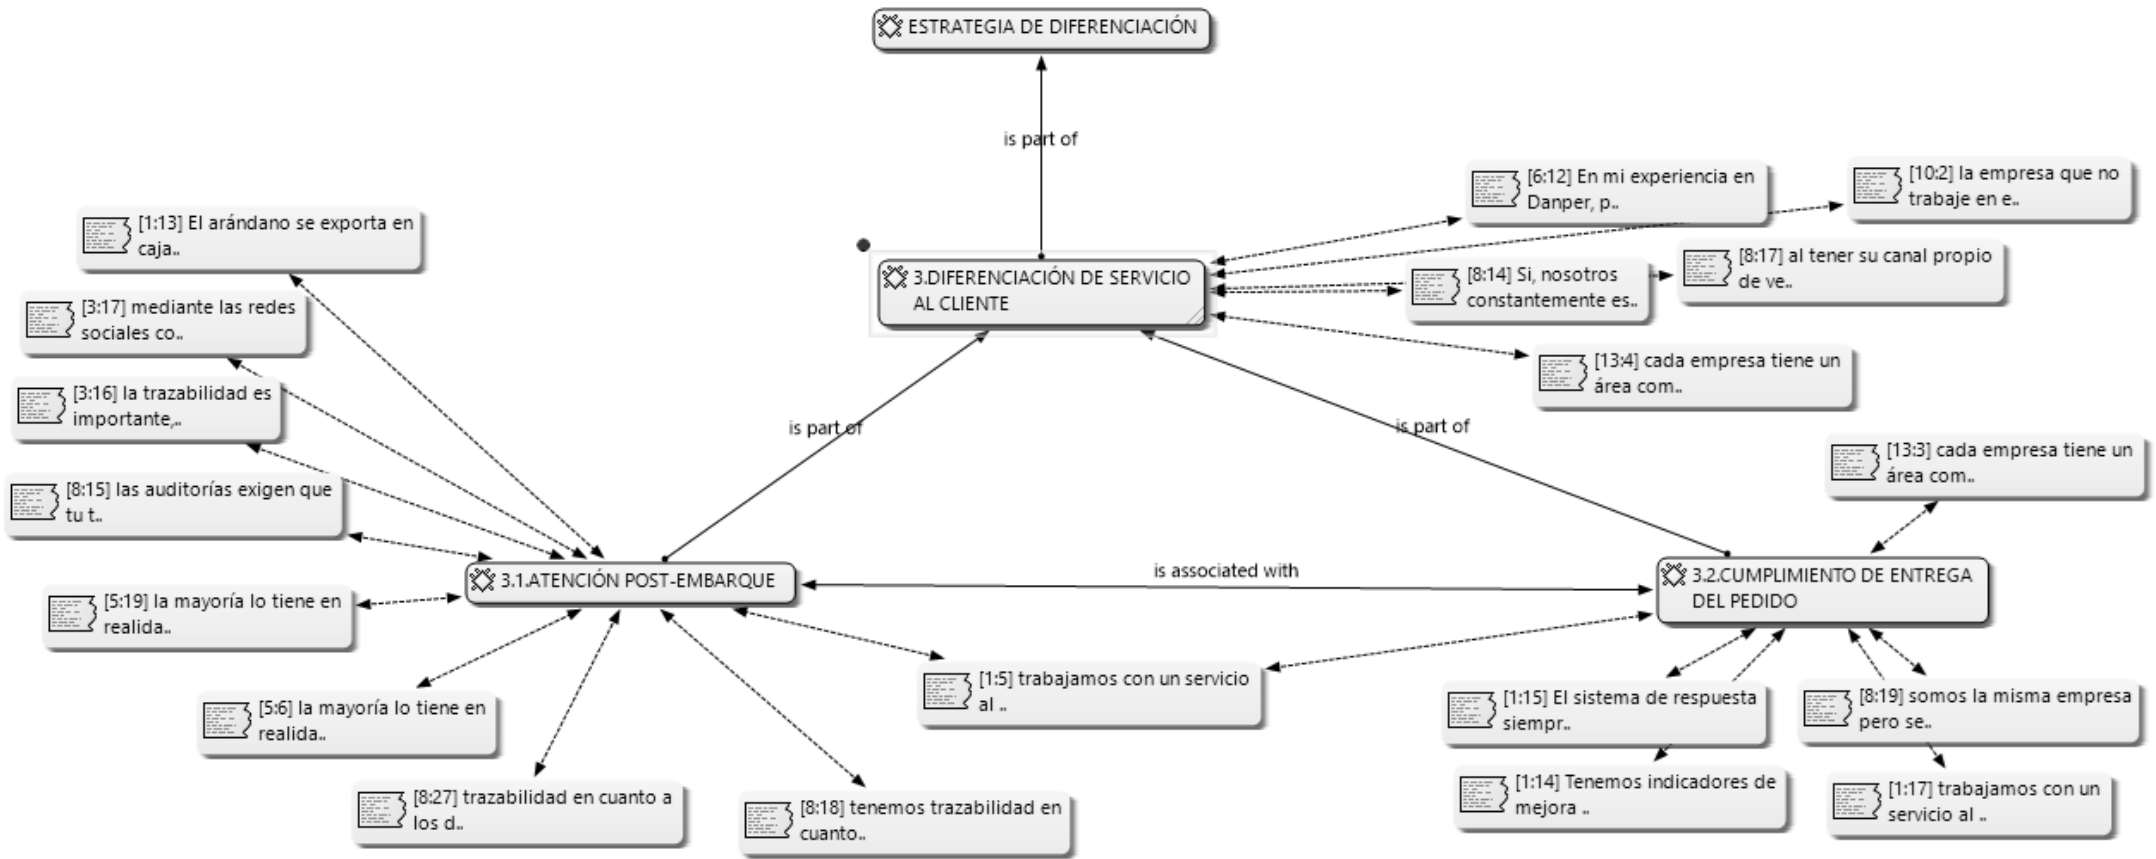 ESTRATEGIA DE DIFERENCIACIÓN
is part of
[6:12] En mi experiencia en
Danper, p..
[10:2] la empresa que no
trabaje en e..
[1:13] El arándano se exporta en
caja..
3.DIFERENCIACIÓN DE SERVICIO
AL CLIENTE
[8:14] Si, nosotros
constantemente es..
[8:17] al tener su canal propio
de ve..
[3:17] mediante las redes
sociales co..
[13:4] cada empresa tiene un
área com..
[3:16] la trazabilidad es
importante,..
is part of
is part of
[13:3] cada empresa tiene un
área com..
[8:15] las auditorías exigen que
tu t..
3.1.ATENCIÓN POST-EMBARQUE
is associated with
3.2.CUMPLIMIENTO DE ENTREGA
DEL PEDIDO
[5:19] la mayoría lo tiene en
realida..
[5:6] la mayoría lo tiene en
realida..
[1:5] trabajamos con un servicio
al ..
[1:15] El sistema de respuesta
siempr..
[8:19] somos la misma empresa
pero se..
[8:27] trazabilidad en cuanto a
los d..
[8:18] tenemos trazabilidad en
cuanto..
[1:14] Tenemos indicadores de
mejora ..
[1:17] trabajamos con un
servicio al ..